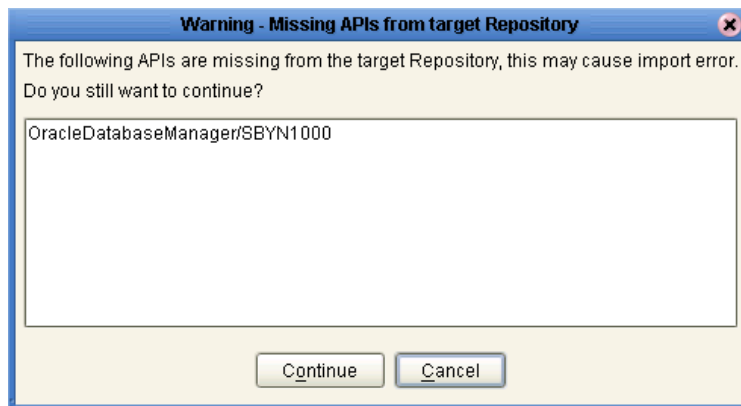 Warning - Missing APIs from target Repository
The following APIs are missing from the target Repository, this may cause import error.
Do you still want to continue?
OracleDatabaseManager/SBYN1000
Continue
Cancel